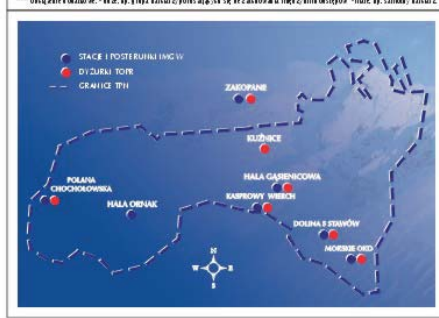 STACJE I POSTERUNKI IMGW
DYŻURKI TOPR
GRANICE TPN
ZAKOPANE
KUŹNICE
HALA GĄSIENICOWA
POLANA
CHOCHOŁOWSKA
HALA ORNAK
KASPROWY WIERCH
DOLINA 5 STAWÓW
MORSKIE OKO
N
W
E
S